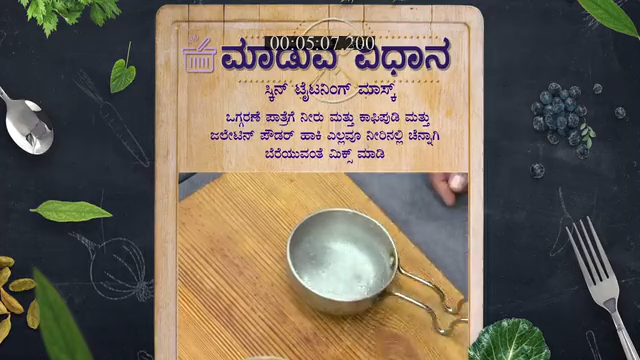 00:05:07.200
ಮಾಡುವ ವಿಧಾನ
ಸ್ಕಿನ್ ಟೈಟನಿಂಗ್ ಮಾಸ್ಕ್
ಒಗ್ಗರಣೆ ಪಾತ್ರೆಗೆ ನೀರು ಮತ್ತು ಕಾಫಿಪುಡಿ ಮತ್ತು
ಜಲೇಟಿನ್ ಪೌಡರ್ ಹಾಕಿ ಎಲ್ಲವೂ ನೀರಿನಲ್ಲಿ ಚೆನ್ನಾಗಿ
ಬೆರೆಯುವಂತೆ ಮಿಕ್ಸ್ ಮಾಡಿ